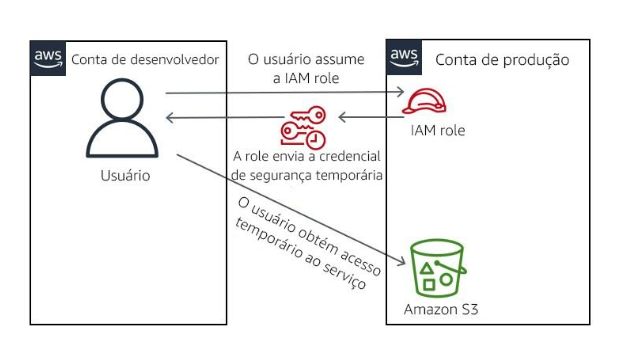 aws
Conta de desenvolvedor
Usuário
O usuário assume
a IAM role
A role envia a credencial
de segurança temporária
O usuário obtém acesso
temporário ao serviço
aws
Conta de produção
IAM role
Amazon S3